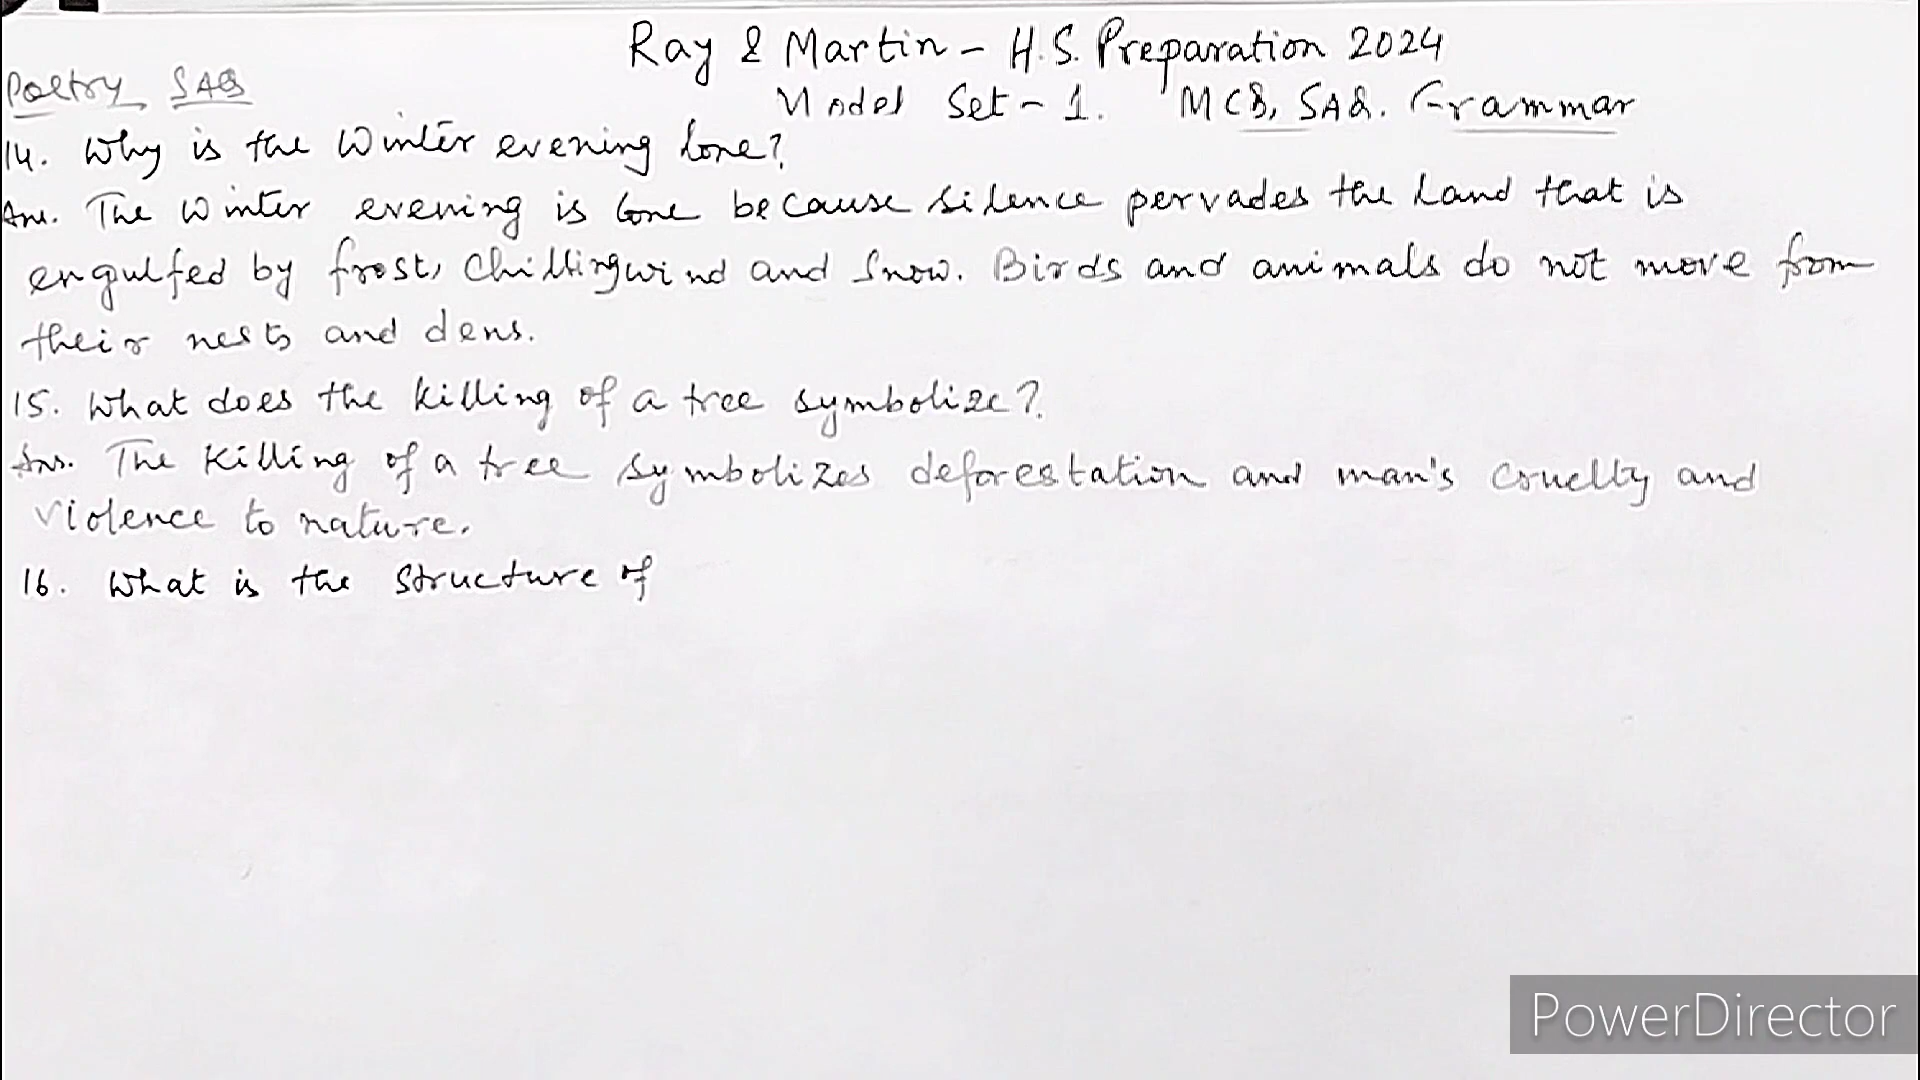 Ray & Martin - H.S. Preparation 2024
Poetry SAQ
Model Set - 1. MCQ, SAQ. Grammar
14. Why is the Winter evening lone?
Ans. The Winter evening is lone because silence pervades the land that is
engulfed by frost, Chilling wind and Snow. Birds and animals do not move from
their nests and dens.
15. What does the killing of a tree symbolize?
Ans. The Killing of a tree symbolizes deforestation and man's cruelty and
violence to nature.
16. What is the structure of
PowerDirector